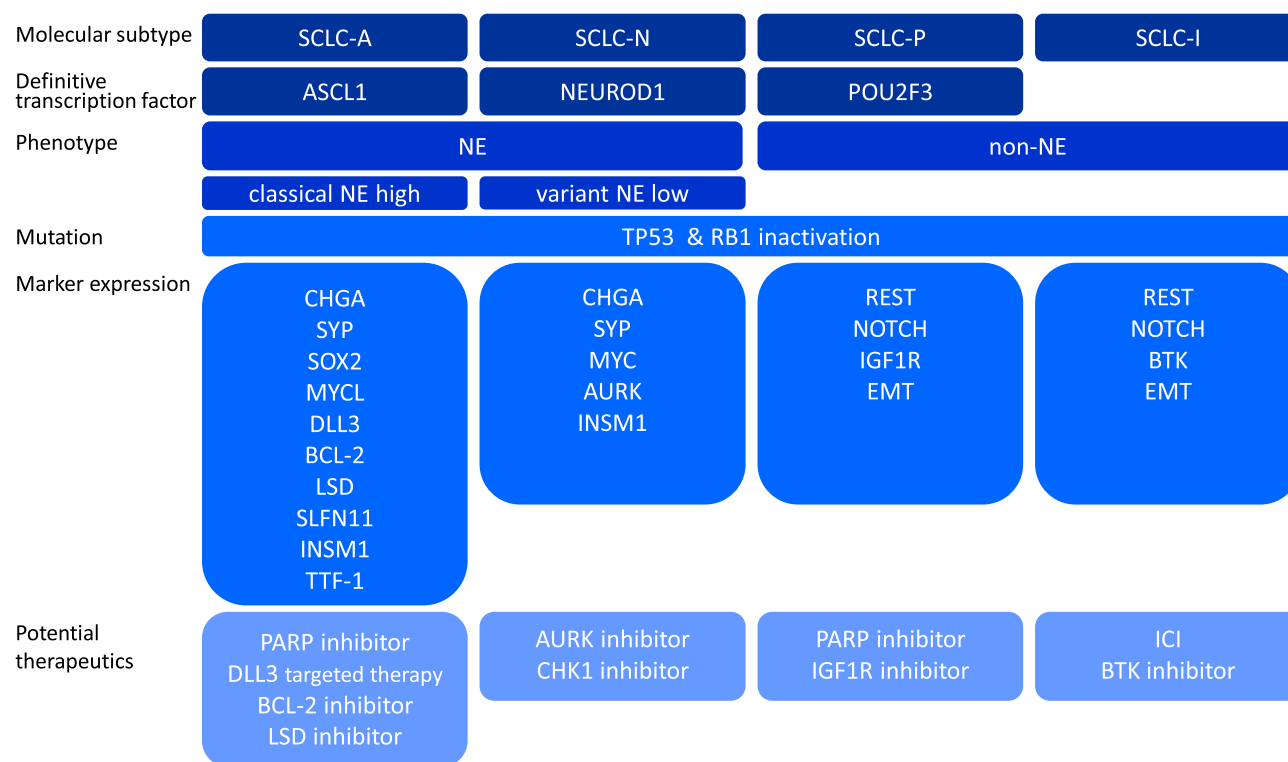 Molecular subtype
SCLC-A
SCLC-N
SCLC-P
SCLC-I
Definitive
transcription factor
ASCL1
NEUROD1
POU2F3
Phenotype
NE
non-NE
classical NE high
variant NE low
Mutation
TP53 & RB1 inactivation
Marker expression
CHGA
SYP
SOX2
MYCL
DLL3
BCL-2
LSD
SLFN11
INSM1
TTF-1
CHGA
SYP
MYC
AURK
INSM1
REST
NOTCH
IGF1R
EMT
REST
NOTCH
BTK
EMT
Potential
therapeutics
PARP inhibitor
DLL3 targeted therapy
BCL-2 inhibitor
LSD inhibitor
AURK inhibitor
CHK1 inhibitor
PARP inhibitor
IGF1R inhibitor
ICI
BTK inhibitor